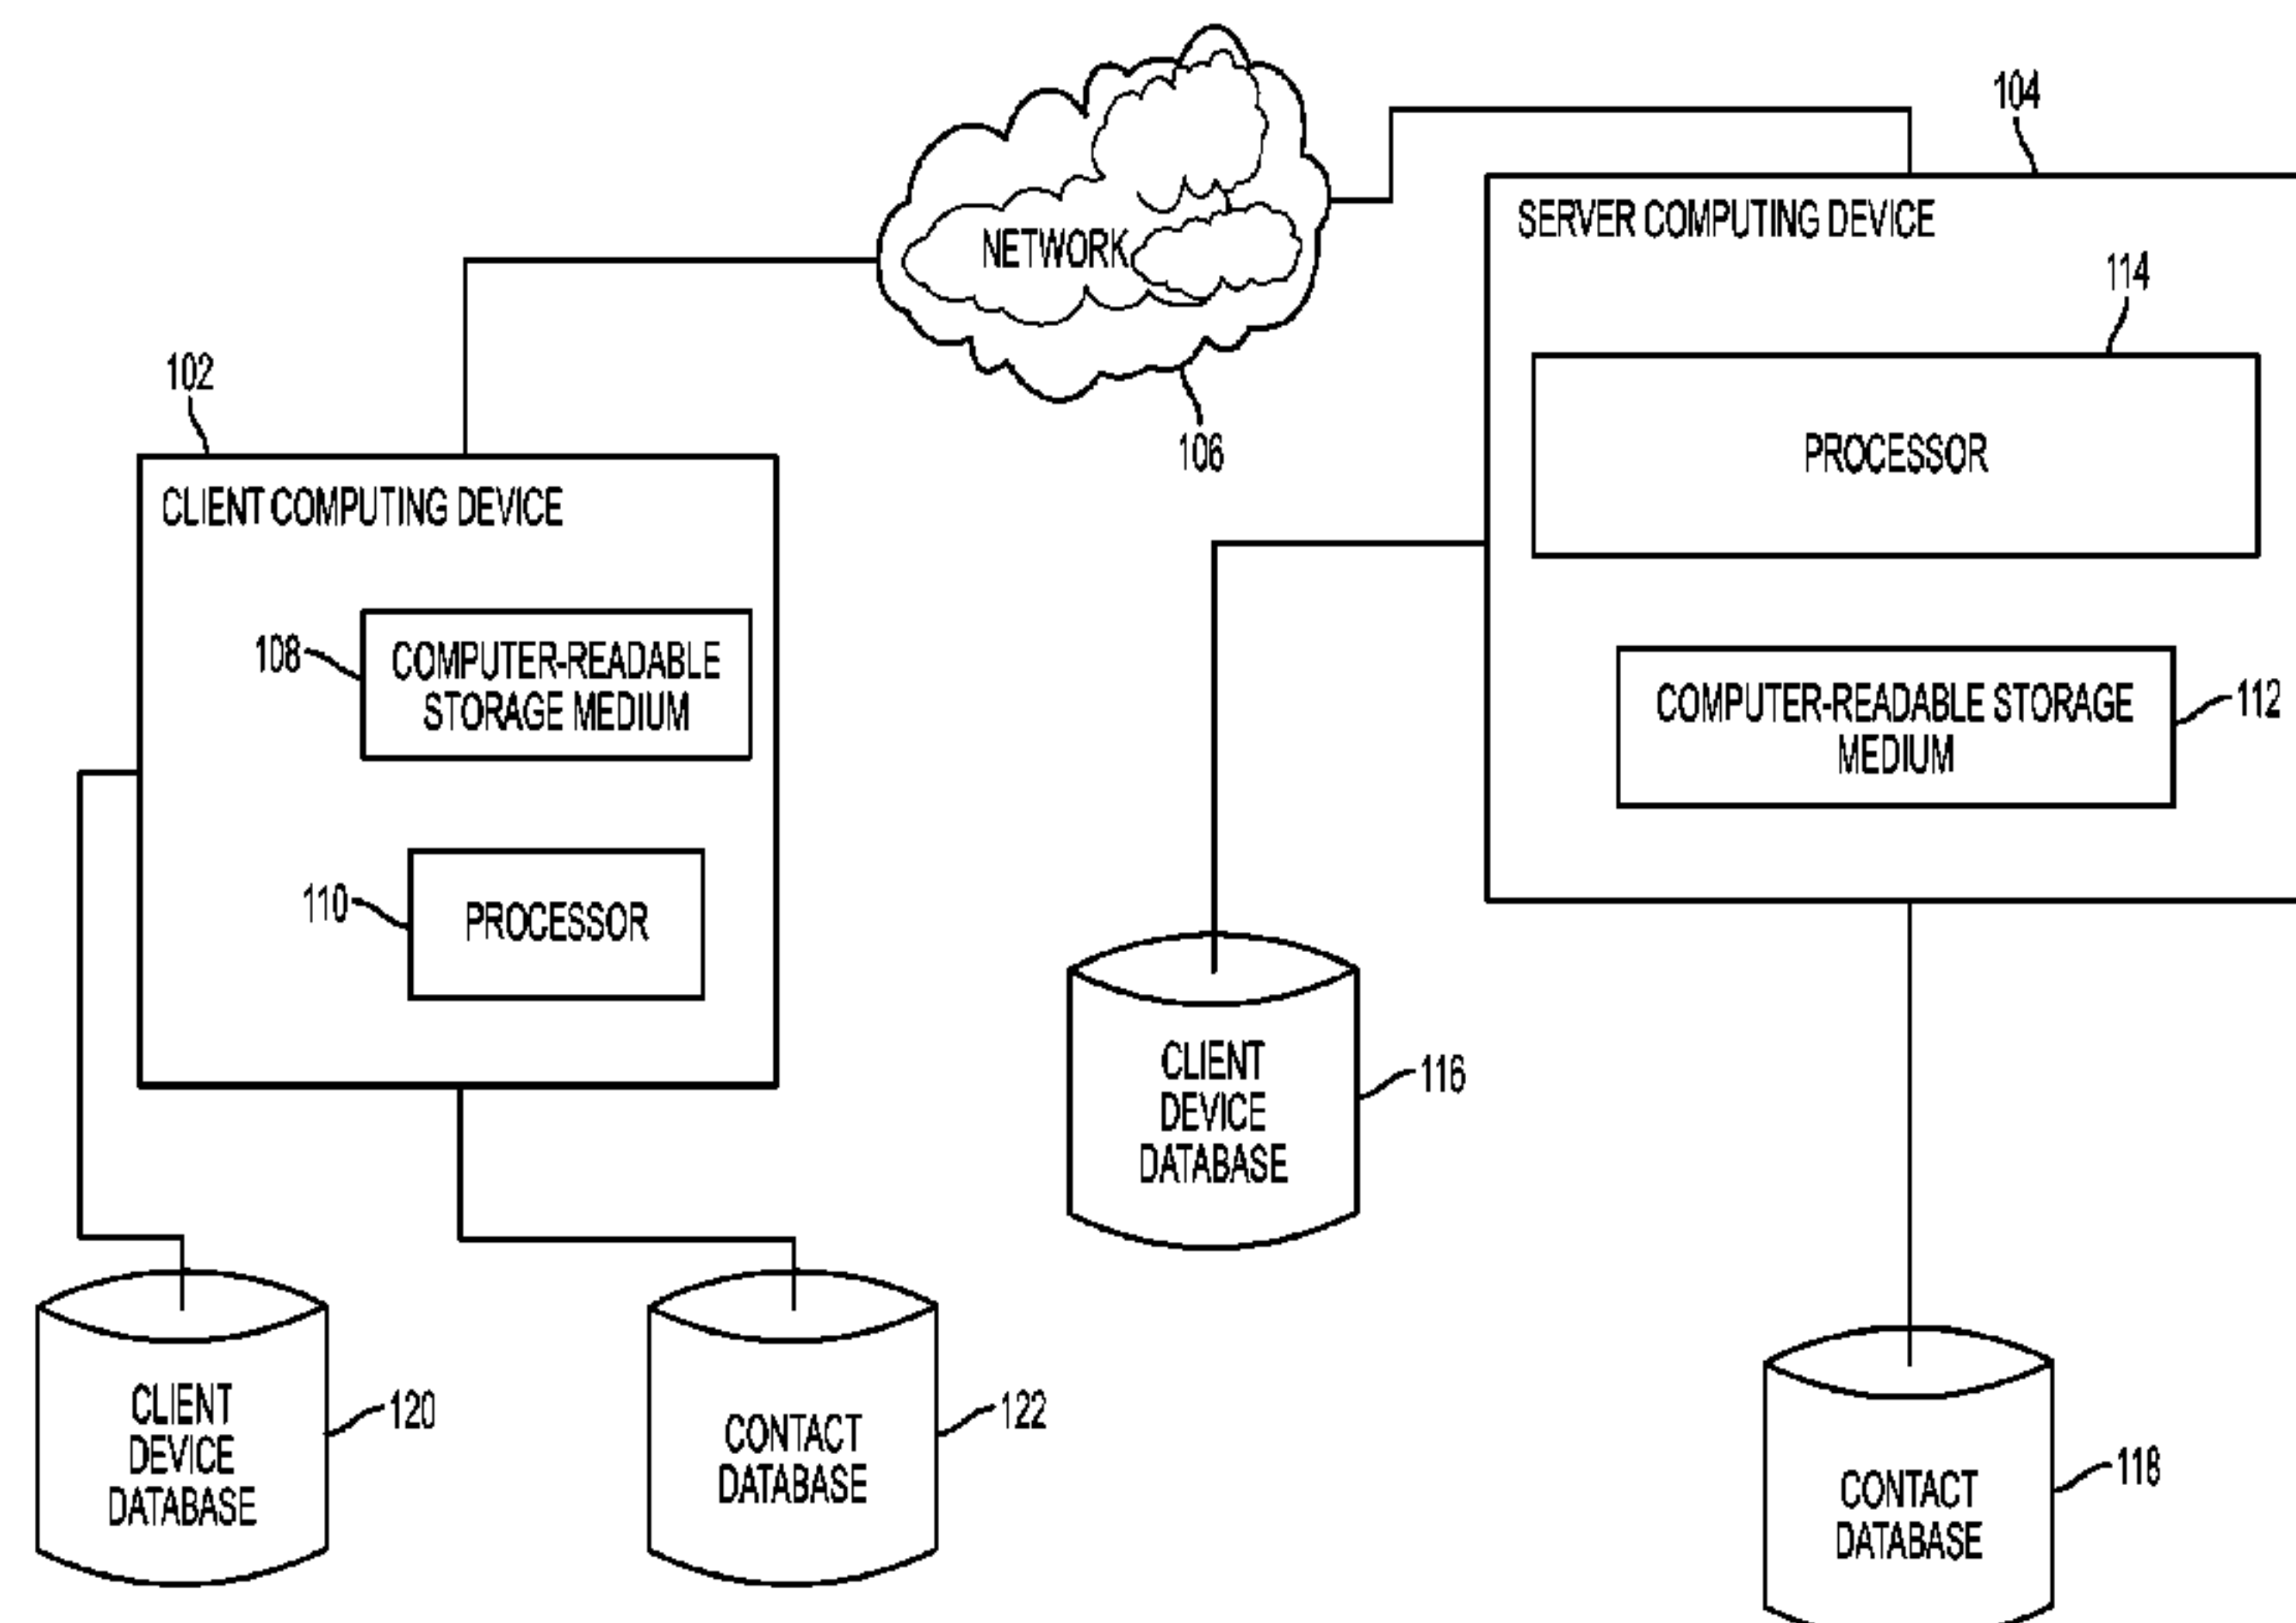 NETWORK
106
104
SERVER COMPUTING DEVICE
114
PROCESSOR
COMPUTER-READABLE STORAGE
MEDIUM
112
102
CLIENT COMPUTING DEVICE
108
COMPUTER-READABLE
STORAGE MEDIUM
110
PROCESSOR
CLIENT
DEVICE
DATABASE
116
CLIENT
DEVICE
DATABASE
120
CONTACT
DATABASE
122
CONTACT
DATABASE
118